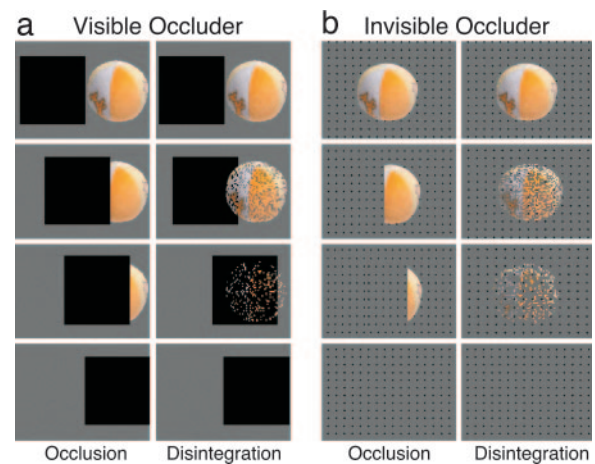 a Visible Occluder
b Invisible Occluder
Occlusion Disintegration
Occlusion Disintegration